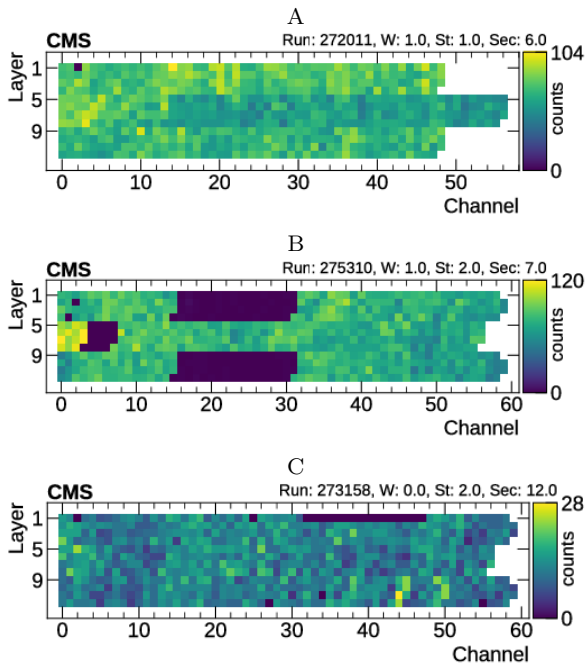 A
CMS Run: 272011, W: 1.0, St: 1.0, Sec: 6.0
104
1
5
9
Layer
counts
0
0 10 20 30 40 50
Channel
B
CMS Run: 275310, W: 1.0, St: 2.0, Sec: 7.0
120
1
5
9
Layer
counts
0
0 10 20 30 40 50 60
Channel
C
CMS Run: 273158, W: 0.0, St: 2.0, Sec: 12.0
28
1
5
9
Layer
counts
0
0 10 20 30 40 50 60
Channel